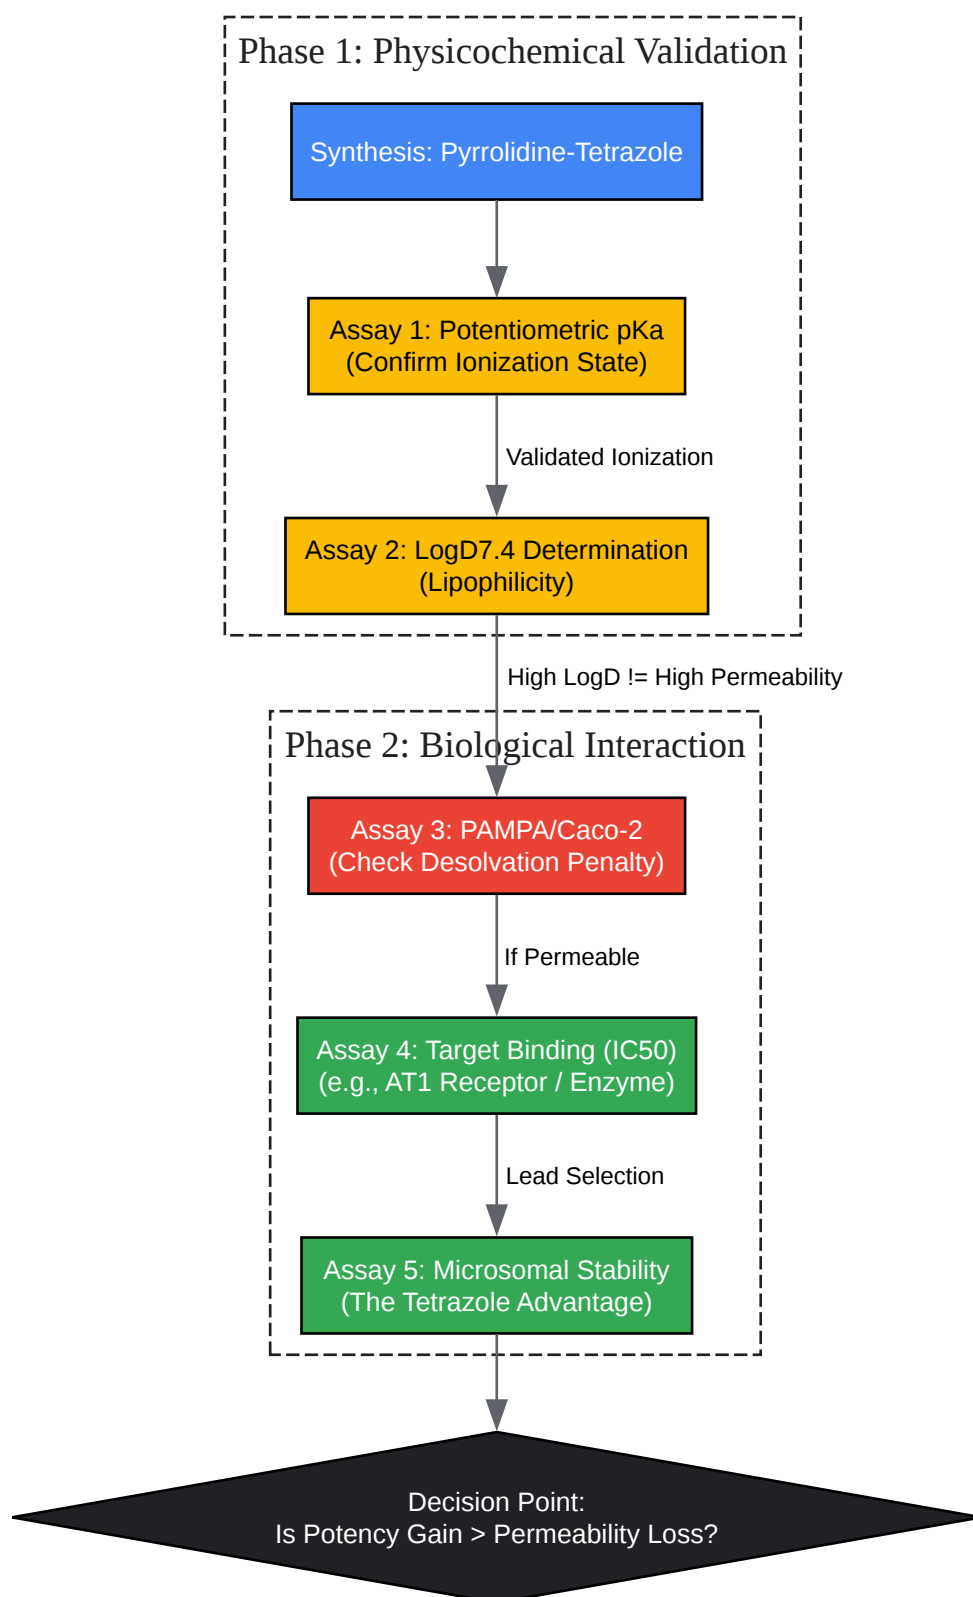 Phase 1: Physicochemical Validation
Synthesis: Pyrrolidine-Tetrazole
Assay 1: Potentiometric pKa
(Confirm Ionization State)
Validated Ionization
Assay 2: LogD7.4 Determination
(Lipophilicity)
High LogD != High Permeability
Phase 2: Biological Interaction
Assay 3: PAMPA/Caco-2
(Check Desolvation Penalty)
If Permeable
Assay 4: Target Binding (IC50)
(e.g., AT1 Receptor / Enzyme)
Lead Selection
Assay 5: Microsomal Stability
(The Tetrazole Advantage)
Decision Point:
Is Potency Gain > Permeability Loss?